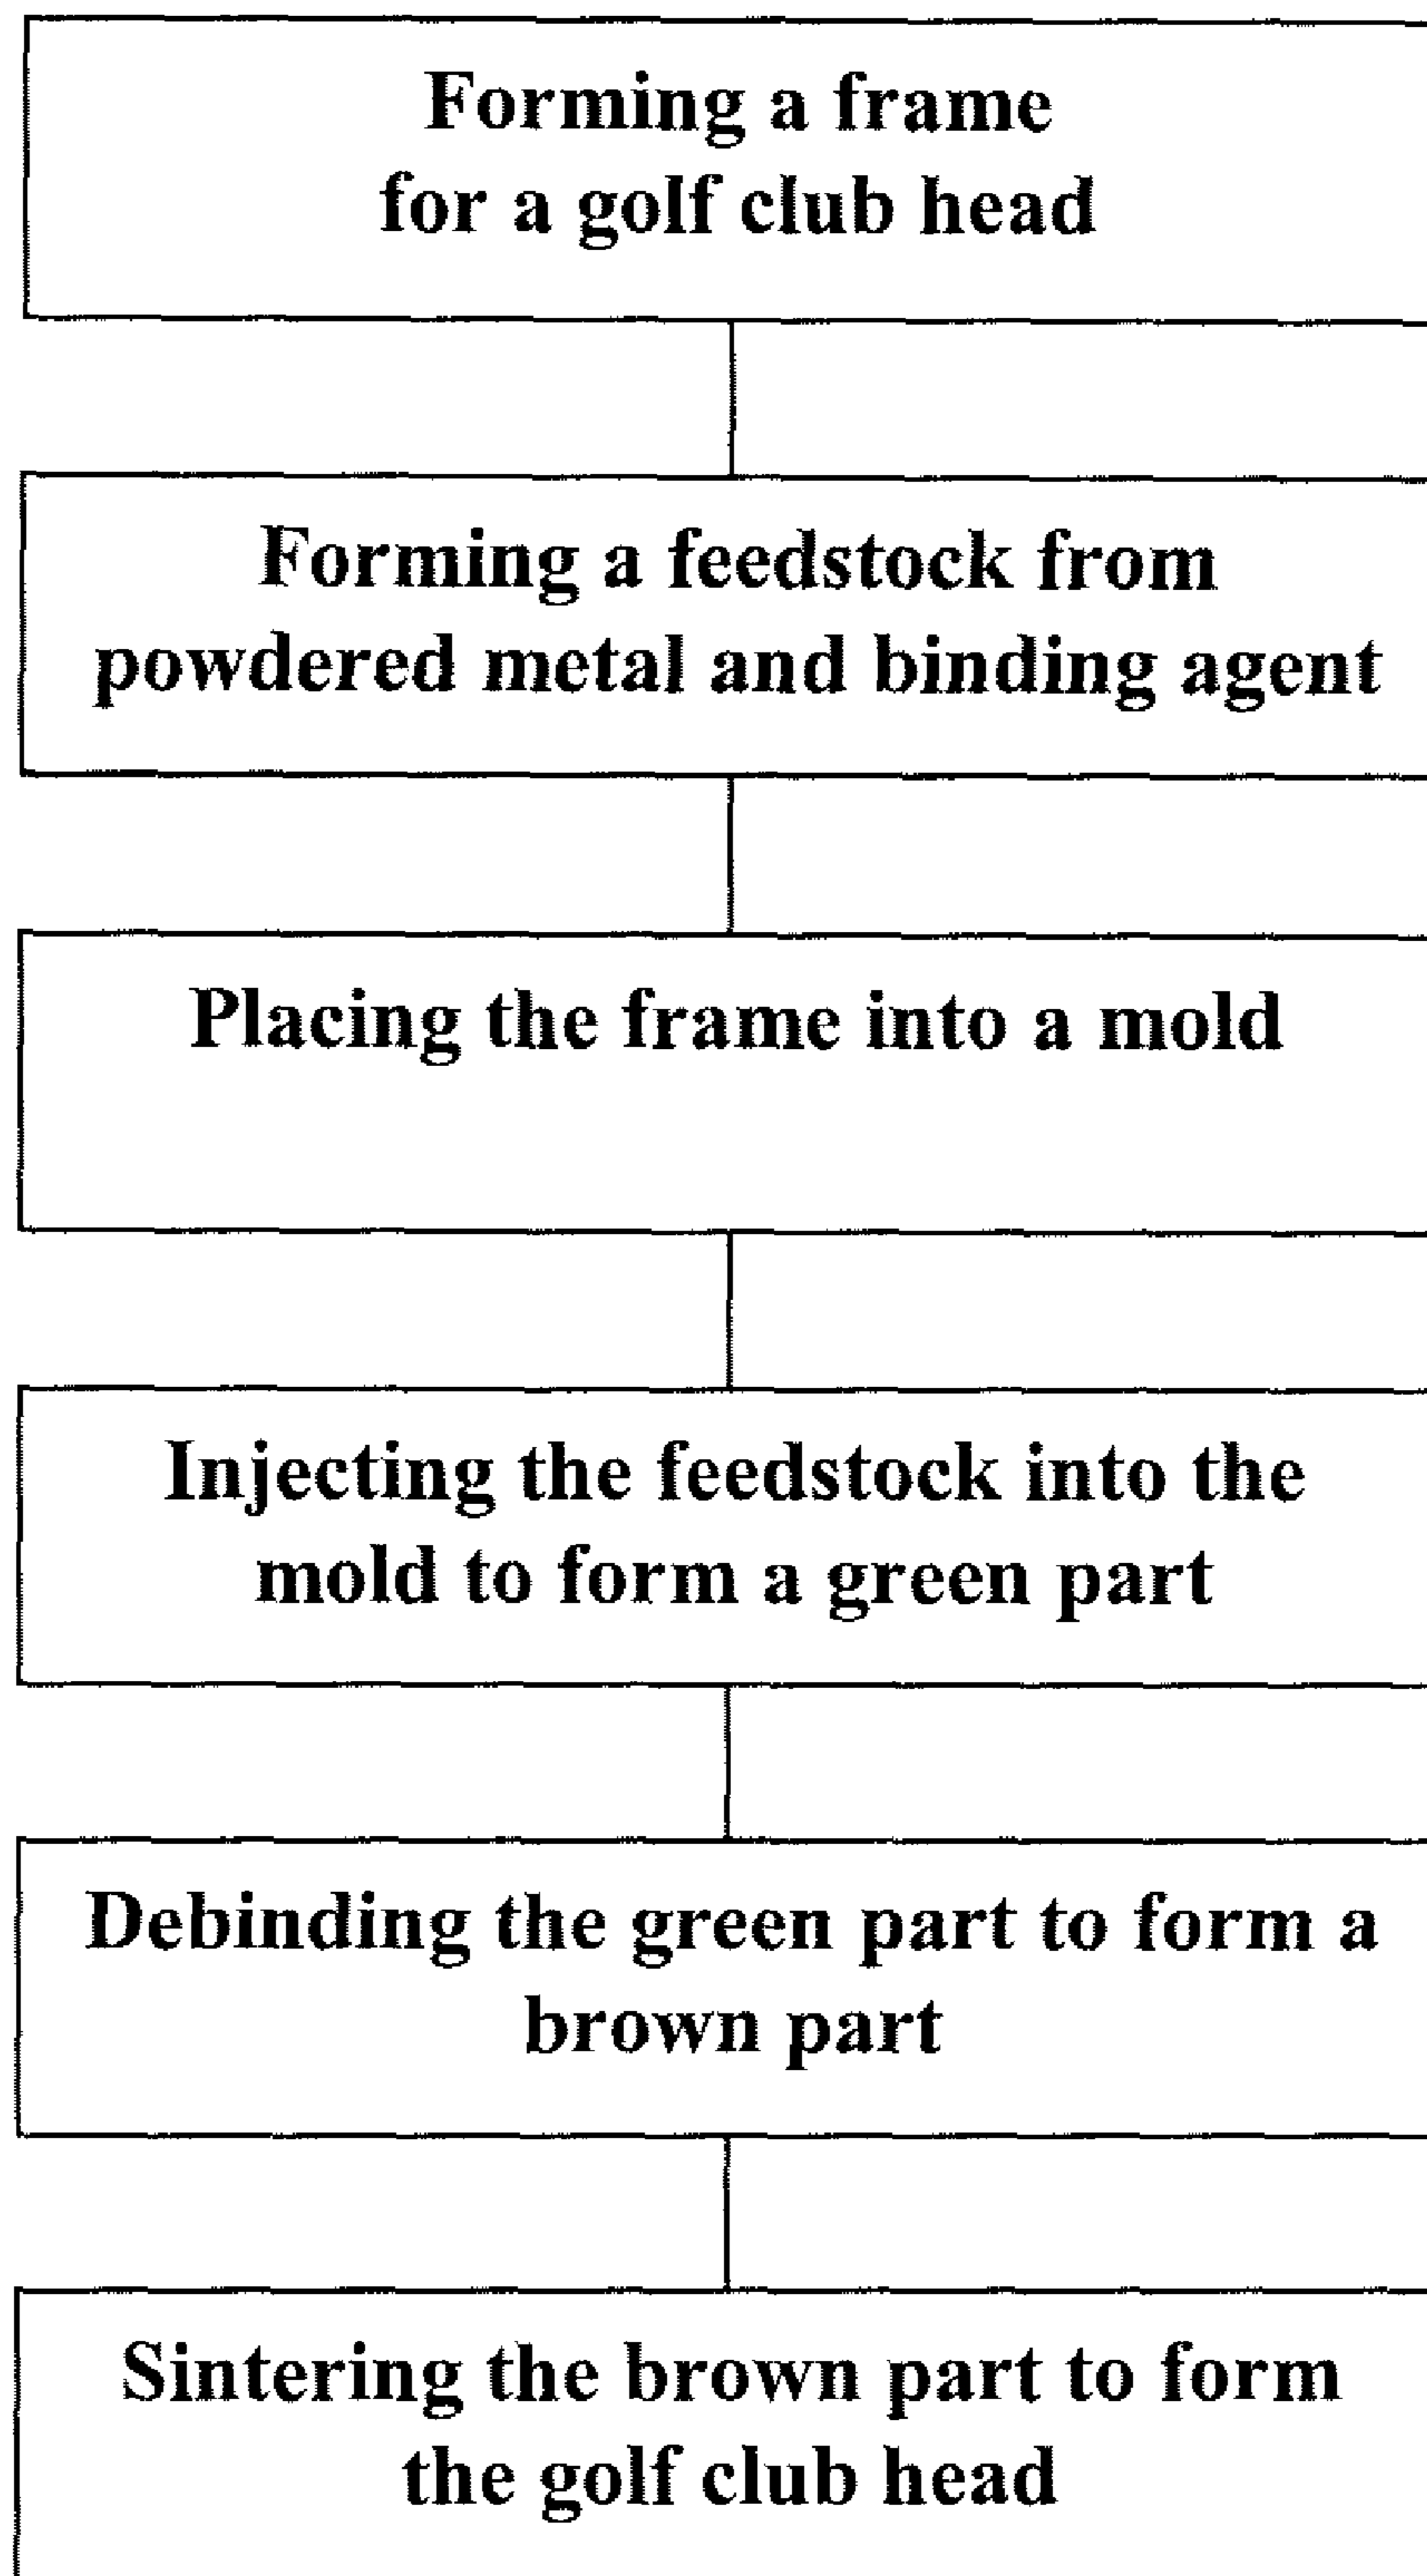 Forming a frame
for a golf club head
Forming a feedstock from
powdered metal and binding agent
Placing the frame into a mold
Injecting the feedstock into the
mold to form a green part
Debinding the green part to form a
brown part
Sintering the brown part to form
the golf club head